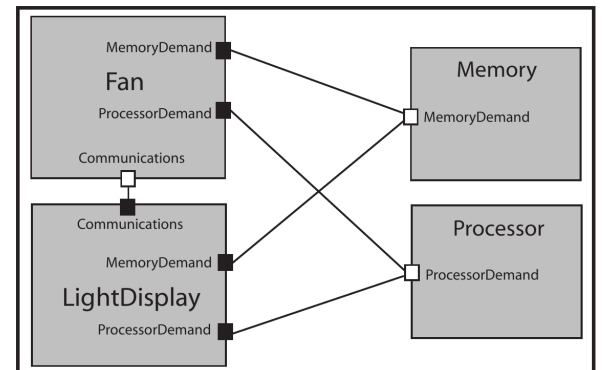 MemoryDemand
Fan
ProcessorDemand
Communications
Communications
MemoryDemand
LightDisplay
ProcessorDemand
Memory
MemoryDemand
Processor
ProcessorDemand